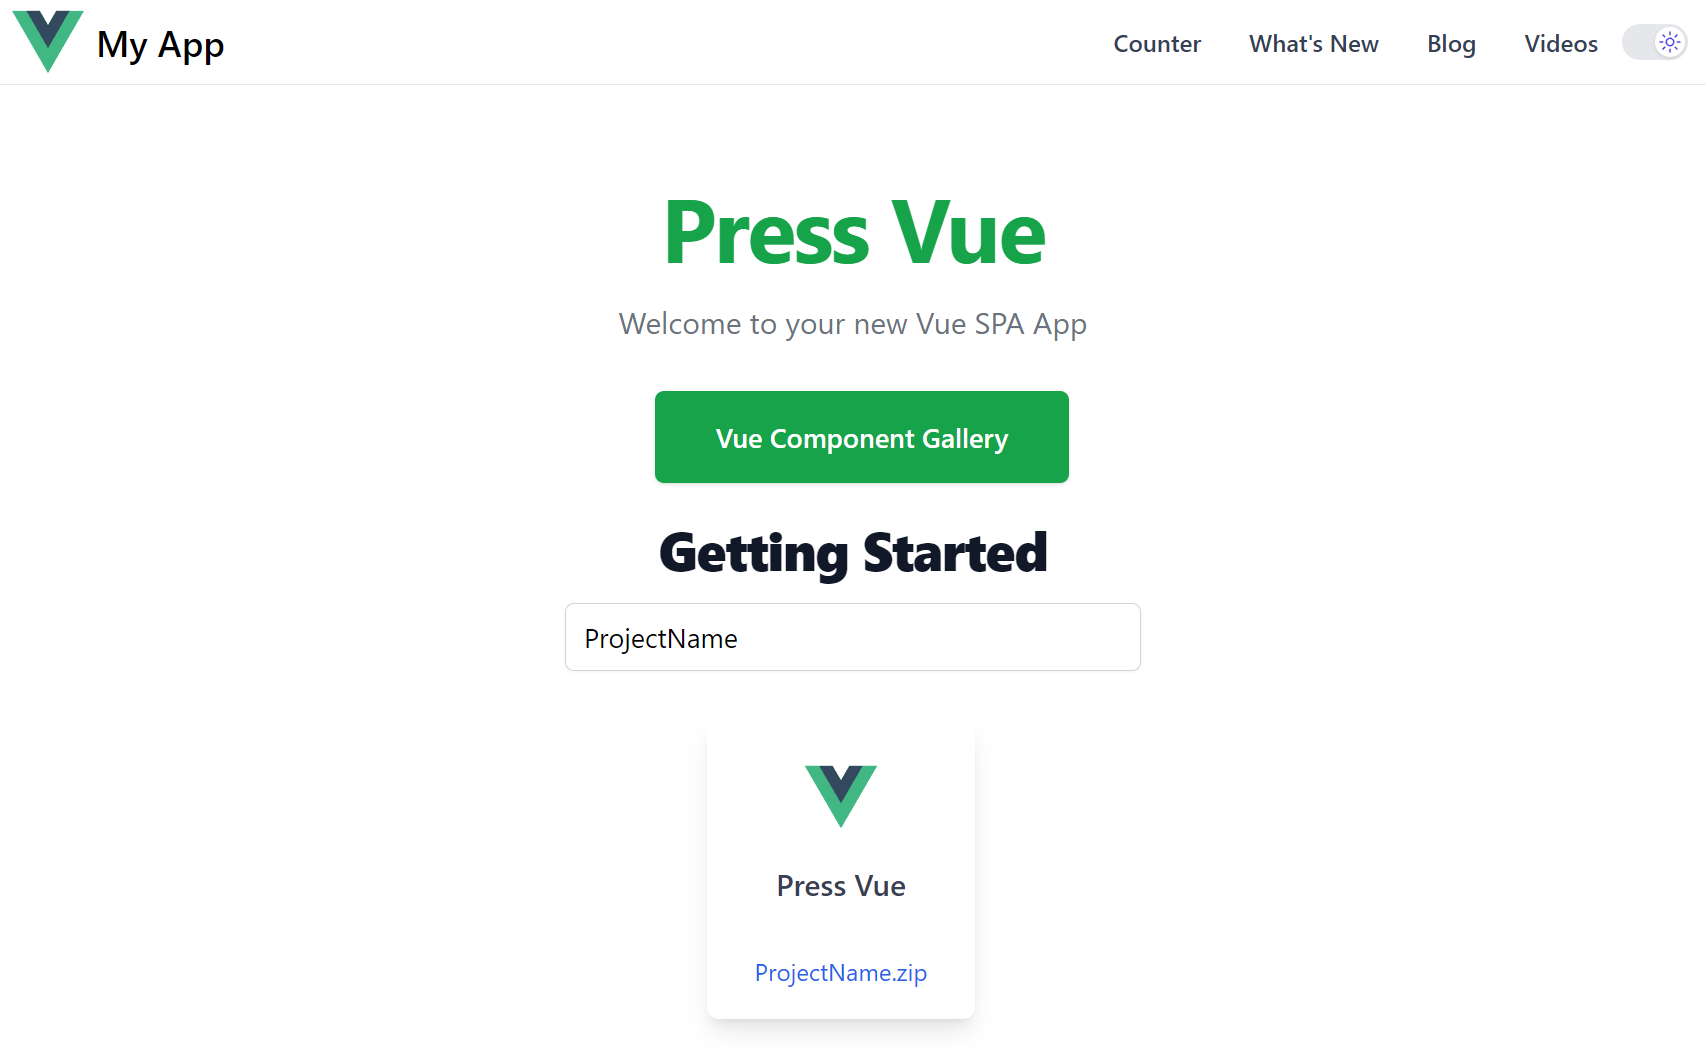 My App
Counter What's New Blog Videos
Press Vue
Welcome to your new Vue SPA App
Vue Component Gallery
Getting Started
ProjectName
Press Vue
ProjectName.zip